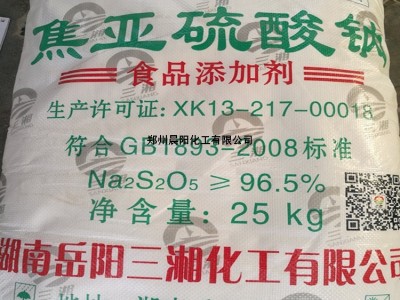 焦亚硫酸钠
食品添加剂
生产许可证: XK13-217-00018
郑州晨阳化工有限公司
符合GB1893-2008标准
Na2S2O5 ≥ 96.5%
净含量: 25 kg
湖南岳阳三湘化工有限公司